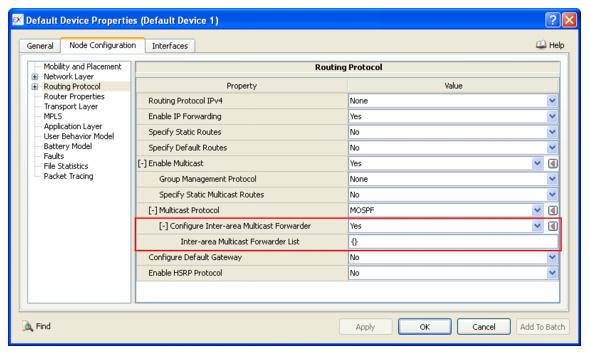 Default Device Properties (Default Device 1)
General Node Configuration Interfaces Help
Mobility and Placement
Network Layer
Routing Protocol
Router Properties
Transport Layer
MPLS
Application Layer
User Behavior Model
Battery Model
Faults
File Statistics
Packet Tracing
Routing Protocol
Property Value
Routing Protocol IPv4 None
Enable IP Forwarding Yes
Specify Static Routes No
Specify Default Routes No
[-] Enable Multicast Yes
Group Management Protocol None
Specify Static Multicast Routes No
[-] Multicast Protocol MOSPF
[-] Configure Inter-area Multicast Forwarder Yes
Inter-area Multicast Forwarder List {}
Configure Default Gateway No
Enable HSRP Protocol No
Find Apply OK Cancel Add To Batch